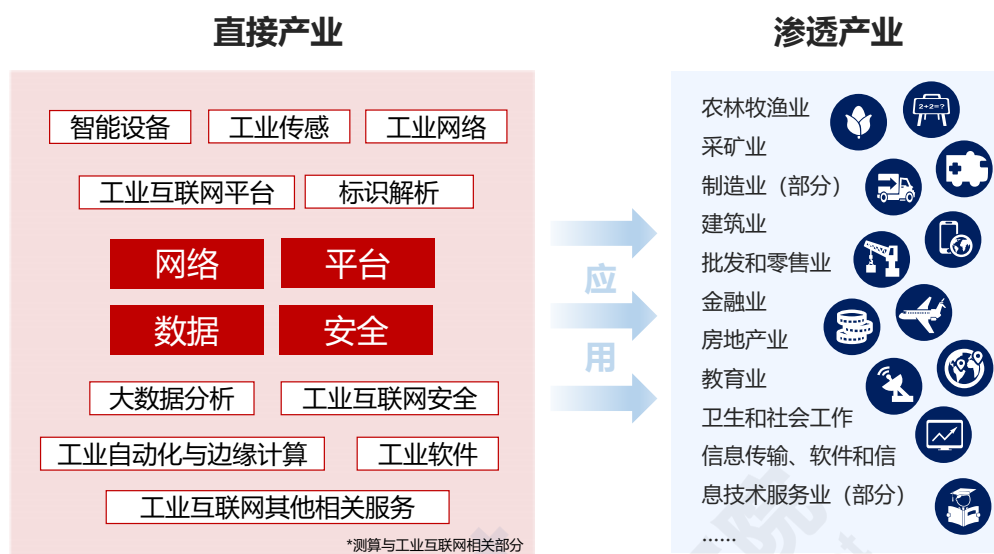 直接产业
渗透产业
智能设备
工业传感
工业网络
工业互联网平台
标识解析
网络
平台
数据
安全
大数据分析
工业互联网安全
工业自动化与边缘计算
工业软件
工业互联网其他相关服务
*测算与工业互联网相关部分
应
用
农林牧渔业
采矿业
制造业（部分）
建筑业
批发和零售业
金融业
房地产业
教育业
卫生和社会工作
信息传输、软件和信
息技术服务业（部分）
......
2+2=?
院